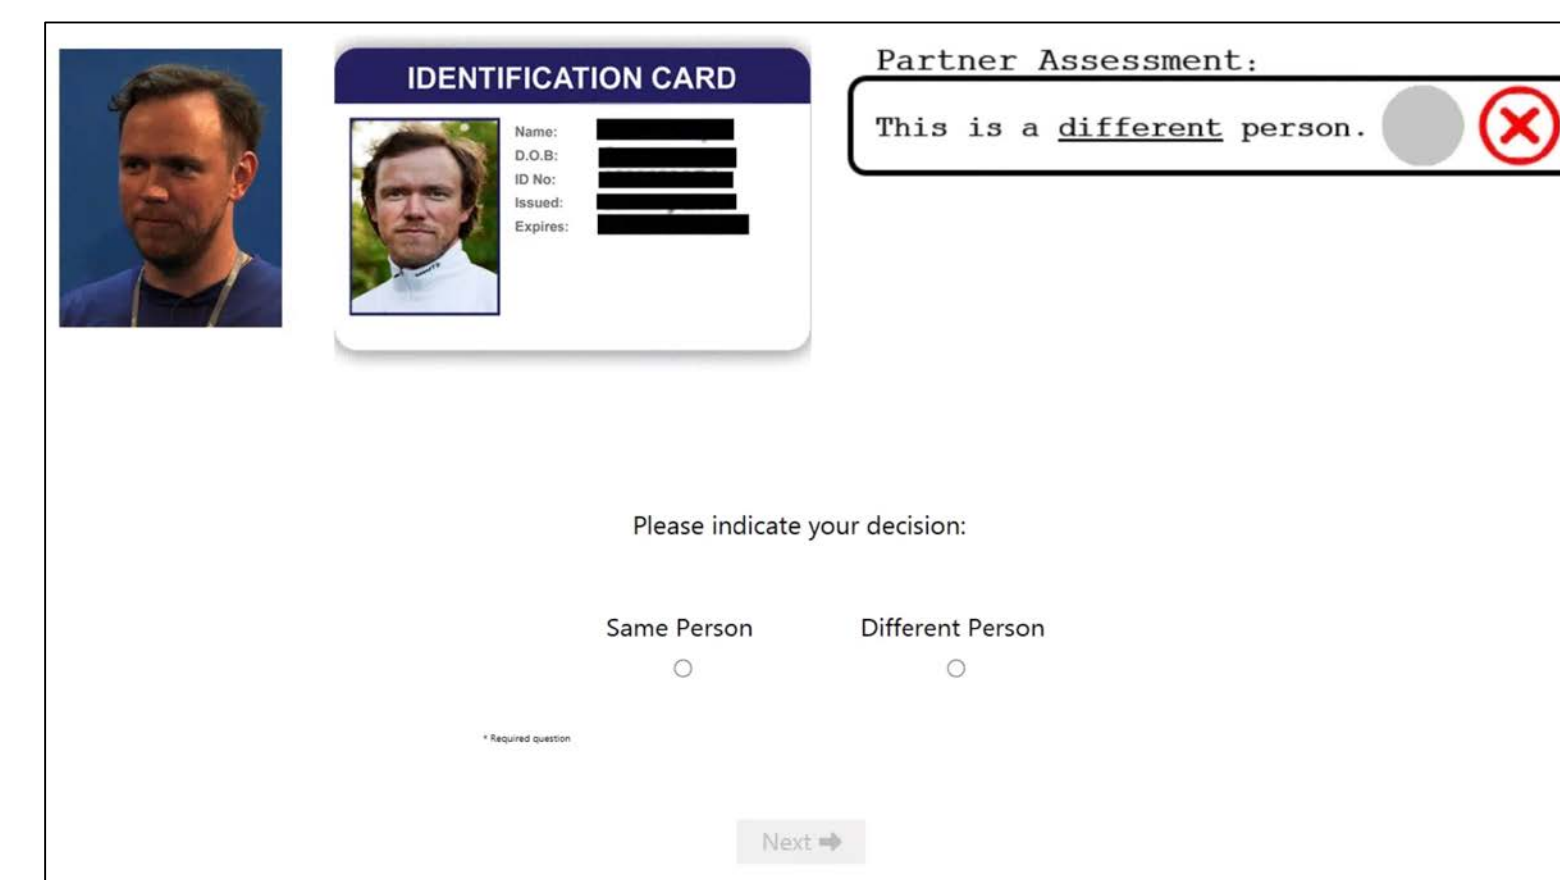 IDENTIFICATION CARD
Name:
D.O.B:
ID No:
Issued:
Expires:
Partner Assessment:
This is a different person.
Please indicate your decision:
Same Person
Different Person
* Required question
Next